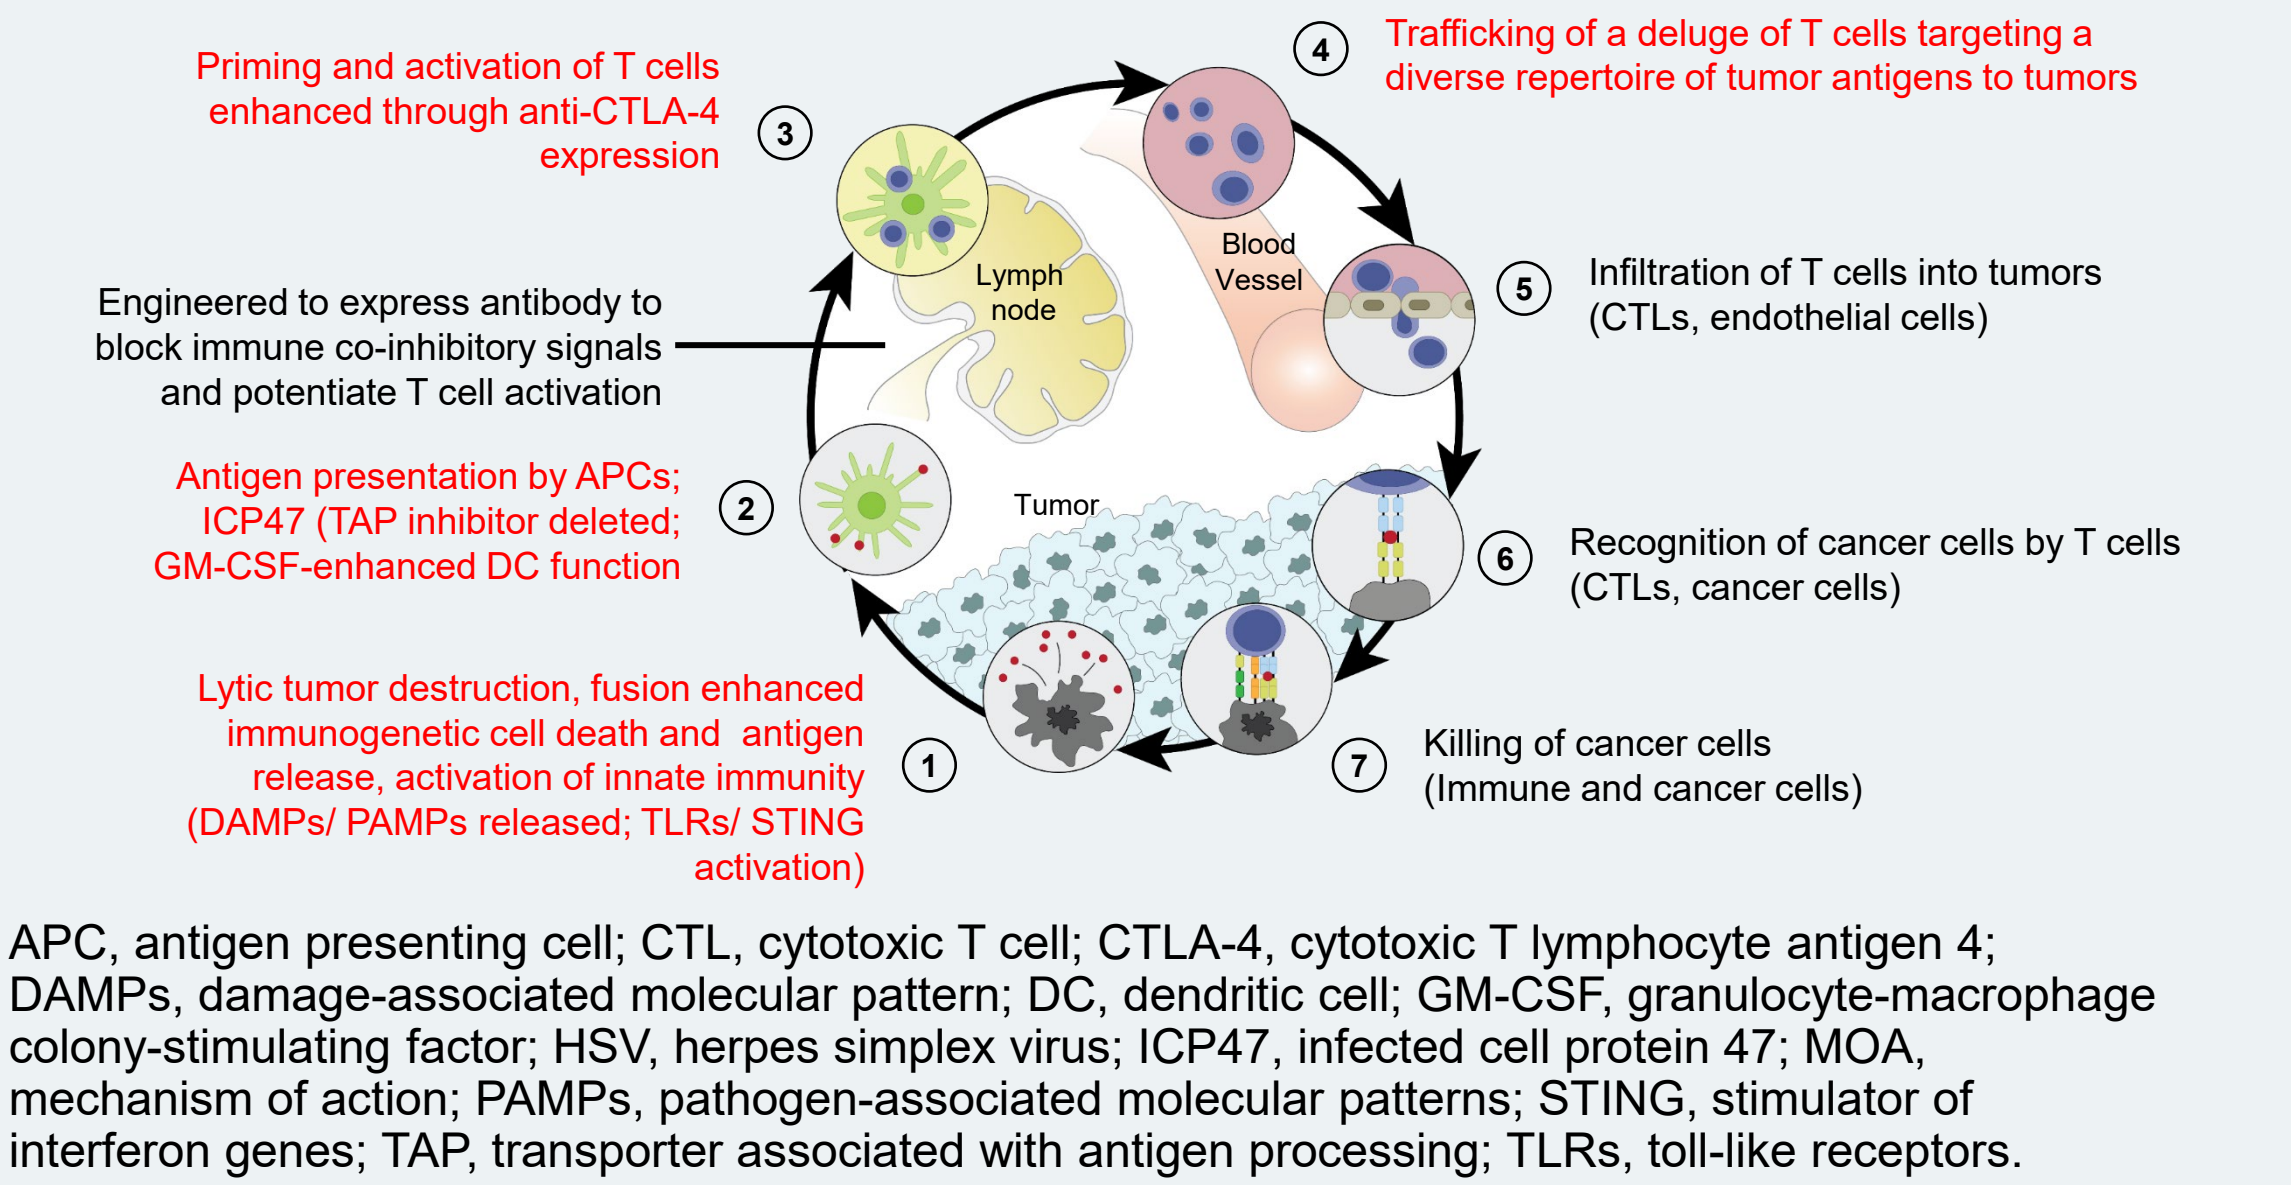 Priming and activation of T cells
enhanced through anti-CTLA-4
expression
3
4
Trafficking of a deluge of T cells targeting a
diverse repertoire of tumor antigens to tumors
Blood
Vessel
Lymph
node
5
Infiltration of T cells into tumors
(CTLs, endothelial cells)
Engineered to express antibody to
block immune co-inhibitory signals
and potentiate T cell activation
Antigen presentation by APCs;
ICP47 (TAP inhibitor deleted;
GM-CSF-enhanced DC function
2
Tumor
6
Recognition of cancer cells by T cells
(CTLs, cancer cells)
Lytic tumor destruction, fusion enhanced
immunogenetic cell death and  antigen
release, activation of innate immunity
(DAMPs/ PAMPs released; TLRs/ STING
activation)
1
7
Killing of cancer cells
(Immune and cancer cells)
APC, antigen presenting cell; CTL, cytotoxic T cell; CTLA-4, cytotoxic T lymphocyte antigen 4;
DAMPs, damage-associated molecular pattern; DC, dendritic cell; GM-CSF, granulocyte-macrophage
colony-stimulating factor; HSV, herpes simplex virus; ICP47, infected cell protein 47; MOA,
mechanism of action; PAMPs, pathogen-associated molecular patterns; STING, stimulator of
interferon genes; TAP, transporter associated with antigen processing; TLRs, toll-like receptors.